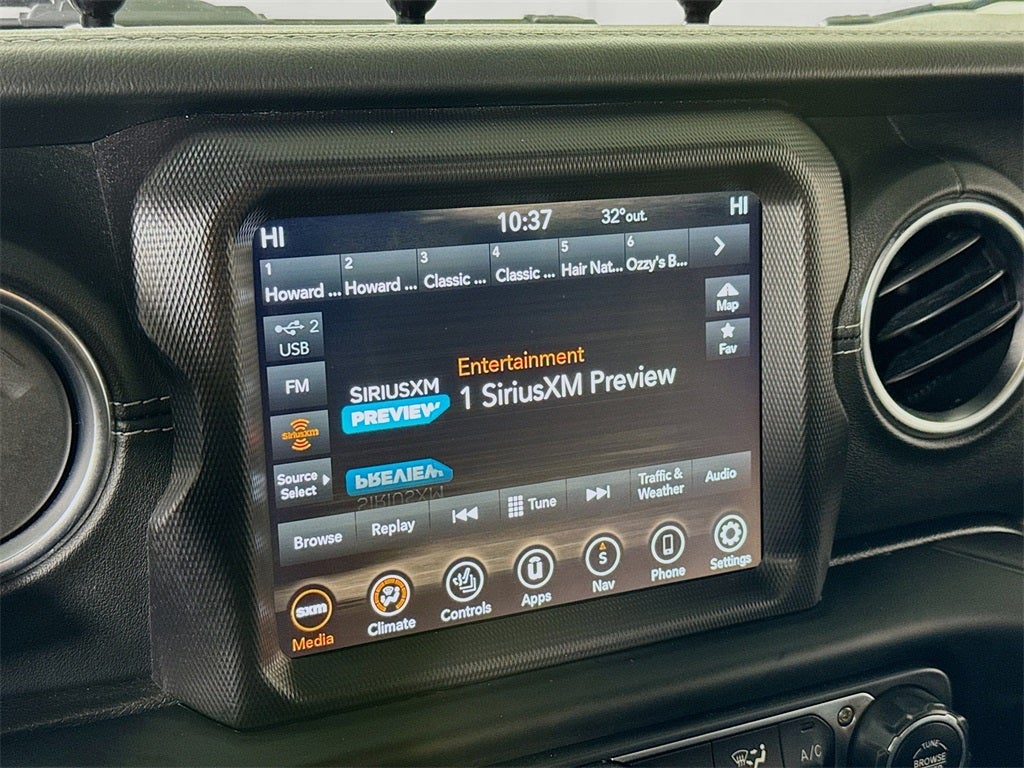 HI
10:37
32°out.
HI
1
Howard ...
2
Howard ...
3
Classic ...
4
Classic ...
5
Hair Nat...
6
Ozzy's B...
2
USB
Map
Fav
FM
Entertainment
SIRIUSXM
PREVIEW
1 SiriusXM Preview
SiriusXm
Source
Select
PREVIEW
SIRIUSXM
Browse
Replay
Tune
Traffic &
Weather
Audio
sxm
Media
Climate
Controls
U
Apps
S
Nav
Phone
Settings
A/C
TUNE
BROWSE